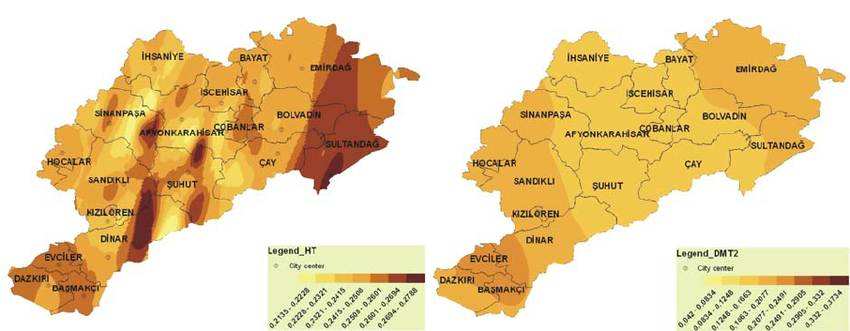 İHSANİYE
BAYAT
EMİRDAĞ
İSCEHİSAR
SİNANPAŞA
BOLVADİN
AFYONKARAHİSAR
ÇOBANLAR
SULTANDAĞ
HOCALAR
ÇAY
SANDIKLI
ŞUHUT
KIZILÖREN
DİNAR
EVCİLER
DAZKIRI
BAŞMAKÇI
Legend_HT
City center
0.2135 - 0.2228
0.2228 - 0.2321
0.2321 - 0.2415
0.2415 - 0.2508
0.2508 - 0.2601
0.2601 - 0.2694
0.2694 - 0.2788
İHSANİYE
BAYAT
EMİRDAĞ
İSCEHİSAR
SİNANPAŞA
BOLVADİN
AFYONKARAHİSAR
ÇOBANLAR
SULTANDAĞ
HOCALAR
ÇAY
SANDIKLI
ŞUHUT
KIZILÖREN
DİNAR
EVCİLER
DAZKIRI
BAŞMAKÇI
Legend_DMT2
City center
0.042 - 0.0834
0.0834 - 0.1248
0.1248 - 0.1663
0.1663 - 0.2077
0.2077 - 0.2491
0.2491 - 0.2905
0.2905 - 0.332
0.332 - 0.3734